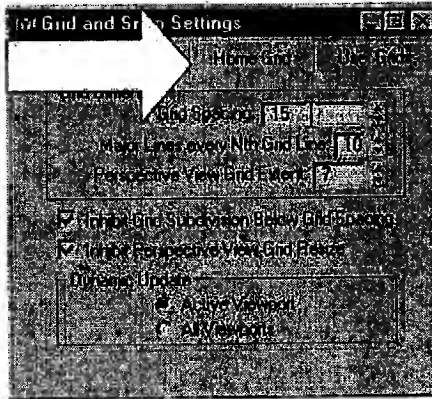 Grid and Snap Settings
Home Grid User Grids
Grid Spacing: 15
Major Lines every Nth Grid Line: 10
Perspective View Grid Extent: 7
Inhibit Grid Subdivision Below Grid Spacing
Inhibit Perspective View Grid Resize
Dynamic Update
Active Viewport
All Viewports